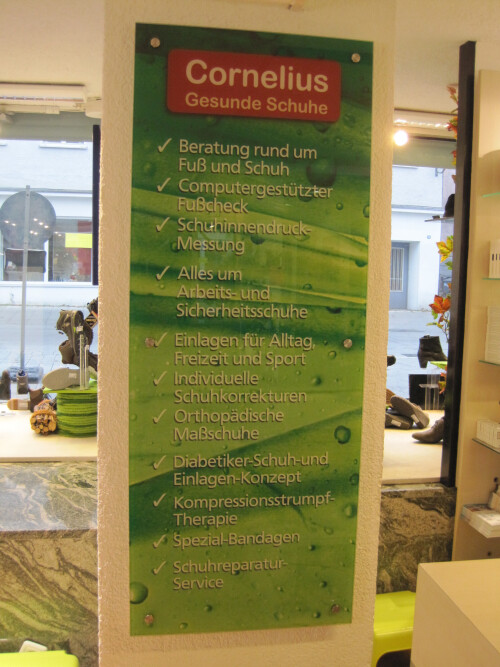 Cornelius
Gesunde Schuhe
✓ Beratung rund um
Fuß und Schuh
✓ Computergestützter
Fußcheck
✓ Schuhinnendruck-
Messung
✓ Alles um
Arbeits- und
Sicherheitsschuhe
✓ Einlagen für Alltag,
Freizeit und Sport
✓ Individuelle
Schuhkorrekturen
✓ Orthopädische
Maßschuhe
✓ Diabetiker-Schuh-und
Einlagen-Konzept
✓ Kompressionsstrumpf-
Therapie
✓ Spezial-Bandagen
✓ Schuhreparatur-
Service